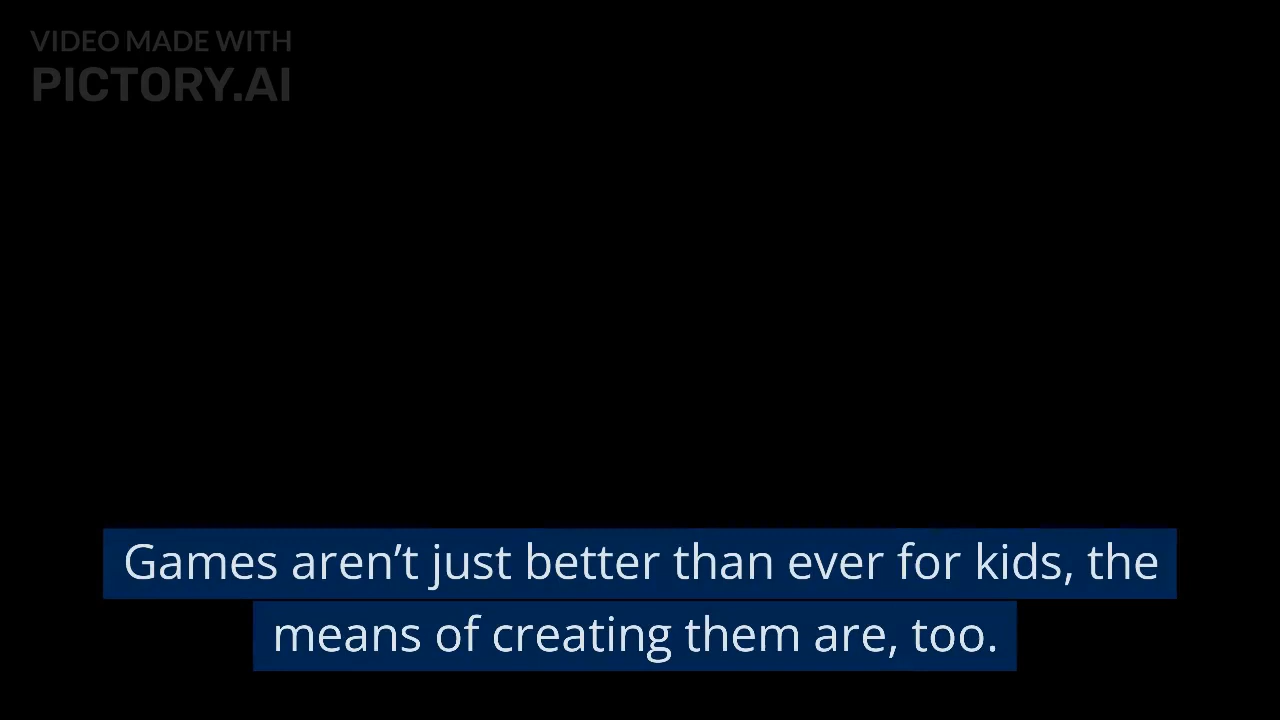 VIDEO MADE WITH
PICTORY.AI
Games aren’t just better than ever for kids, the
means of creating them are, too.